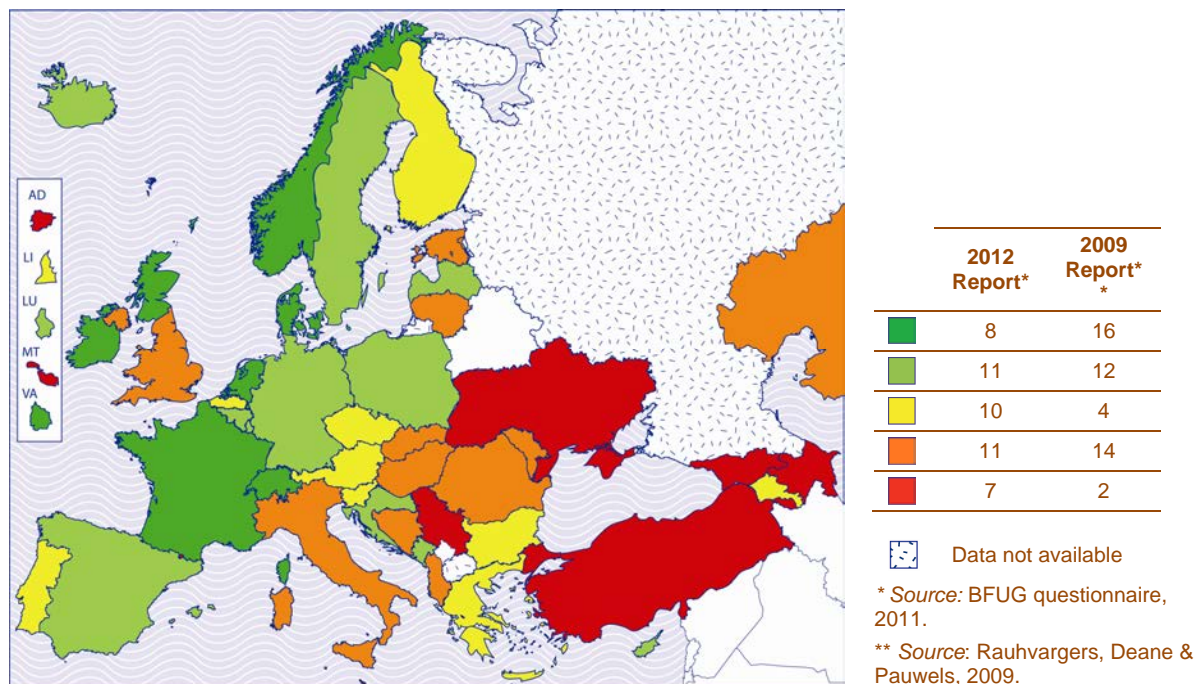 AD
LI
LU
MT
VA
2012 2009
Report* Report*
*
8 16
11 12
10 4
11 14
7 2
Data not available
* Source: BFUG questionnaire,
2011.
** Source: Rauhvargers, Deane &
Pauwels, 2009.